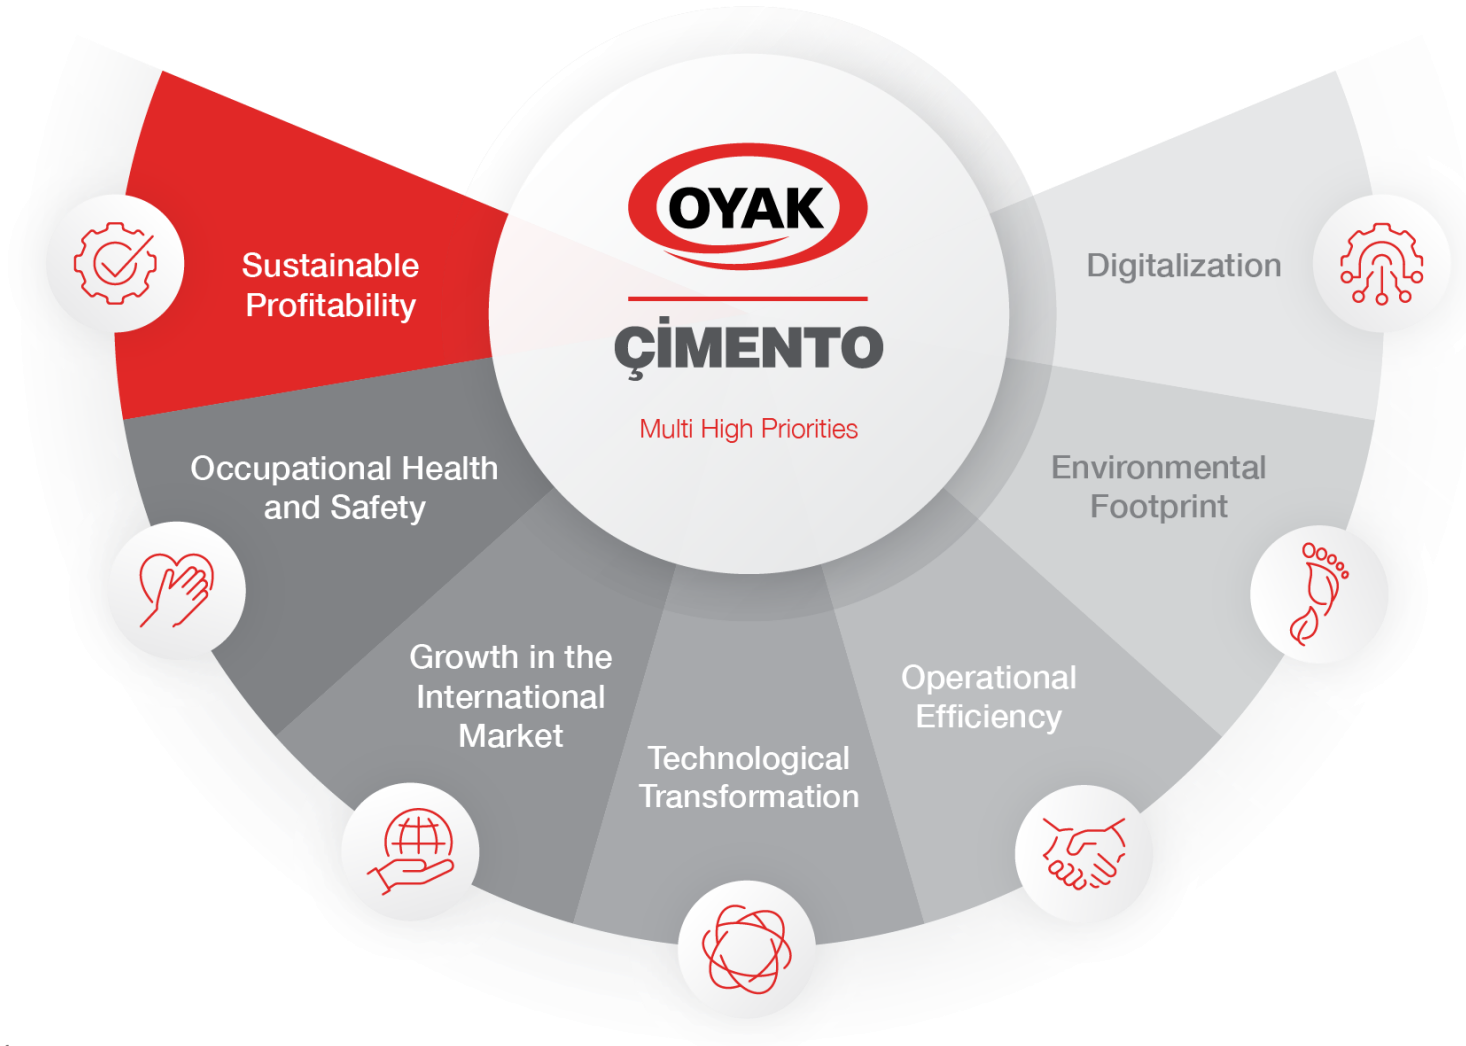 OYAK
ÇİMENTO
Multi High Priorities
Sustainable
Profitability
Occupational Health
and Safety
Growth in the
International
Market
Technological
Transformation
Operational
Efficiency
Environmental
Footprint
Digitalization